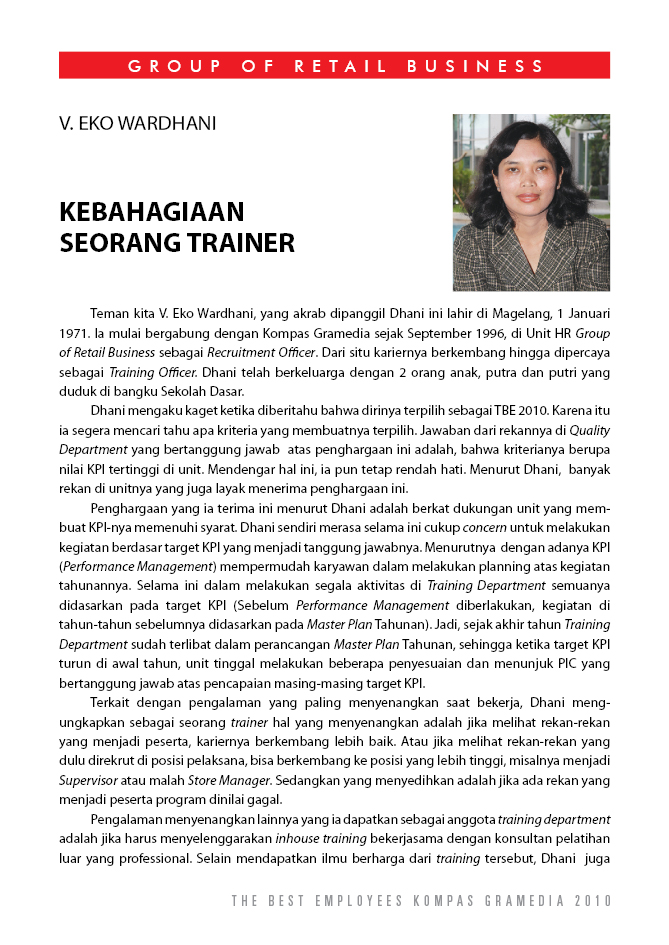 GROUP OF RETAIL BUSINESS
V. EKO WARDHANI
KEBAHAGIAAN
SEORANG TRAINER
Teman kita V. Eko Wardhani, yang akrab dipanggil Dhani ini lahir di Magelang, 1 Januari
1971. Ia mulai bergabung dengan Kompas Gramedia sejak September 1996, di Unit HR Group
of Retail Business sebagai Recruitment Officer. Dari situ kariernya berkembang hingga dipercaya
sebagai Training Officer. Dhani telah berkeluarga dengan 2 orang anak, putra dan putri yang
duduk di bangku Sekolah Dasar.
Dhani mengaku kaget ketika diberitahu bahwa dirinya terpilih sebagai TBE 2010. Karena itu
ia segera mencari tahu apa kriteria yang membuatnya terpilih. Jawaban dari rekannya di Quality
Department yang bertanggung jawab atas penghargaan ini adalah, bahwa kriterianya berupa
nilai KPI tertinggi di unit. Mendengar hal ini, ia pun tetap rendah hati. Menurut Dhani, banyak
rekan di unitnya yang juga layak menerima penghargaan ini.
Penghargaan yang ia terima ini menurut Dhani adalah berkat dukungan unit yang mem-
buat KPI-nya memenuhi syarat. Dhani sendiri merasa selama ini cukup concern untuk melakukan
kegiatan berdasar target KPI yang menjadi tanggung jawabnya. Menurutnya dengan adanya KPI
(Performance Management) mempermudah karyawan dalam melakukan planning atas kegiatan
tahunannya. Selama ini dalam melakukan segala aktivitas di Training Department semuanya
didasarkan pada target KPI (Sebelum Performance Management diberlakukan, kegiatan di
tahun-tahun sebelumnya didasarkan pada Master Plan Tahunan). Jadi, sejak akhir tahun Training
Department sudah terlibat dalam perancangan Master Plan Tahunan, sehingga ketika target KPI
turun di awal tahun, unit tinggal melakukan beberapa penyesuaian dan menunjuk PIC yang
bertanggung jawab atas pencapaian masing-masing target KPI.
Terkait dengan pengalaman yang paling menyenangkan saat bekerja, Dhani meng-
ungkapkan sebagai seorang trainer hal yang menyenangkan adalah jika melihat rekan-rekan
yang menjadi peserta, kariernya berkembang lebih baik. Atau jika melihat rekan-rekan yang
dulu direkrut di posisi pelaksana, bisa berkembang ke posisi yang lebih tinggi, misalnya menjadi
Supervisor atau malah Store Manager. Sedangkan yang menyedihkan adalah jika ada rekan yang
menjadi peserta program dinilai gagal.
Pengalaman menyenangkan lainnya yang ia dapatkan sebagai anggota training department
adalah jika harus menyelenggarakan inhouse training bekerjasama dengan konsultan pelatihan
luar yang professional. Selain mendapatkan ilmu berharga dari training tersebut, Dhani juga
THE BEST EMPLOYEES KOMPAS GRAMEDIA 2010